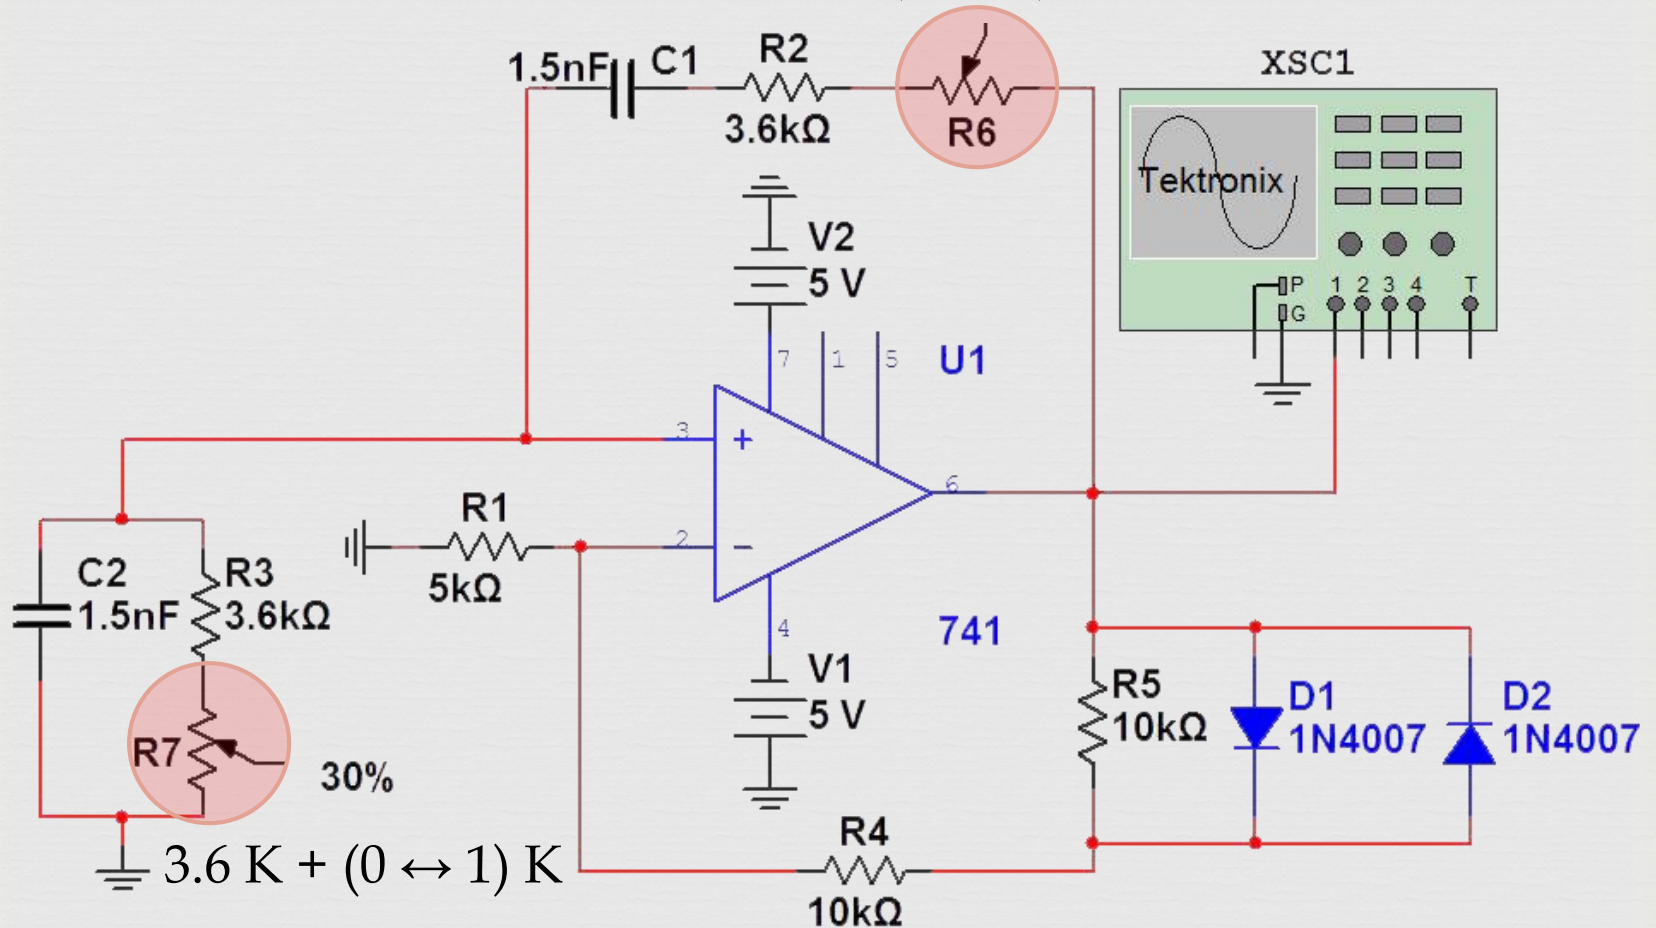 1.5nF
C1
R2
3.6kΩ
R6
XSC1
Tektronix
P
G
1 2 3 4 T
V2
5 V
7
1
5
U1
3
+
6
R1
5kΩ
2
−
4
741
C2
1.5nF
R3
3.6kΩ
R7
30%
3.6 K + (0 ↔ 1) K
V1
5 V
R5
10kΩ
D1
1N4007
D2
1N4007
R4
10kΩ